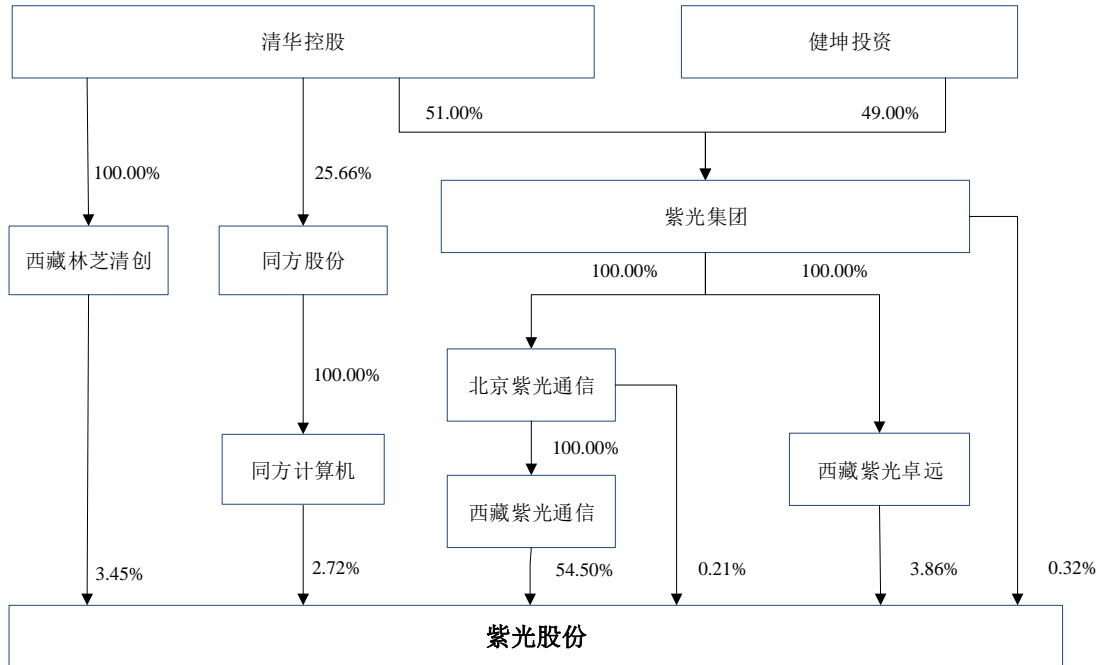 清华控股
健坤投资
51.00%
49.00%
100.00%
25.66%
紫光集团
西藏林芝清创
同方股份
100.00%
100.00%
北京紫光通信
100.00%
100.00%
同方计算机
西藏紫光卓远
西藏紫光通信
3.45%
2.72%
54.50%
0.21%
3.86%
0.32%
紫光股份